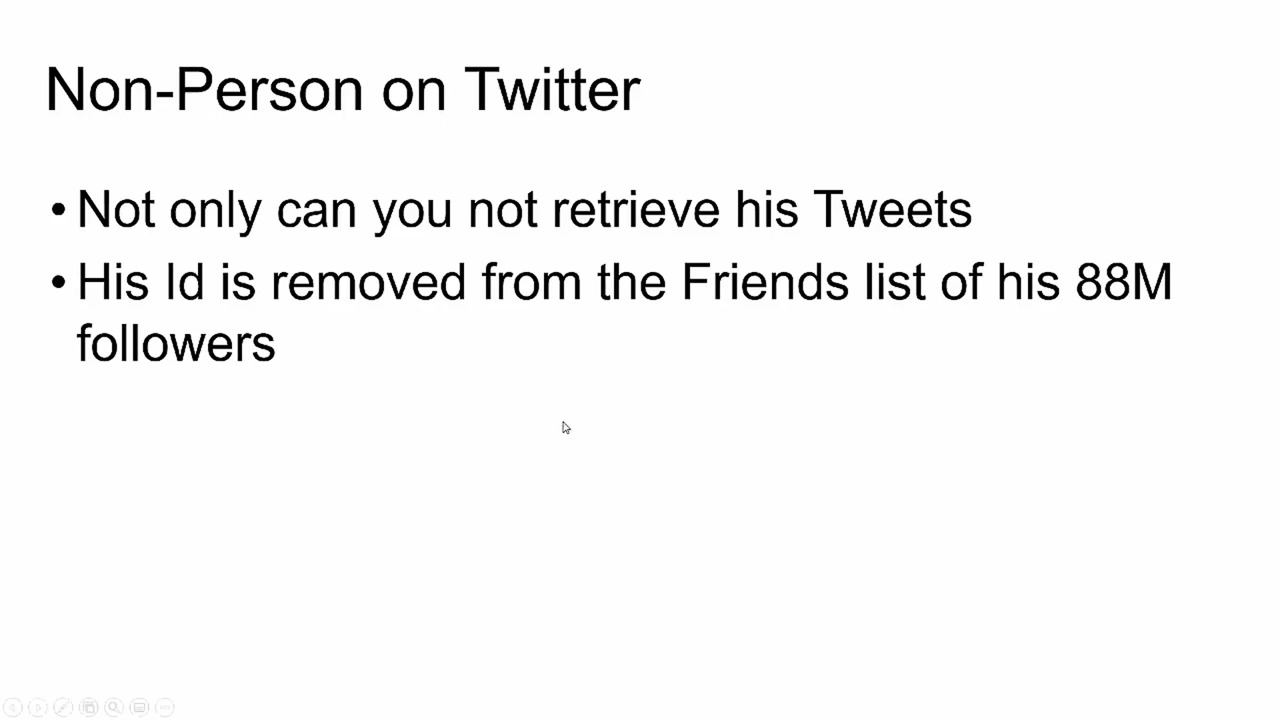 Non-Person on Twitter
• Not only can you not retrieve his Tweets
• His Id is removed from the Friends list of his 88M
followers